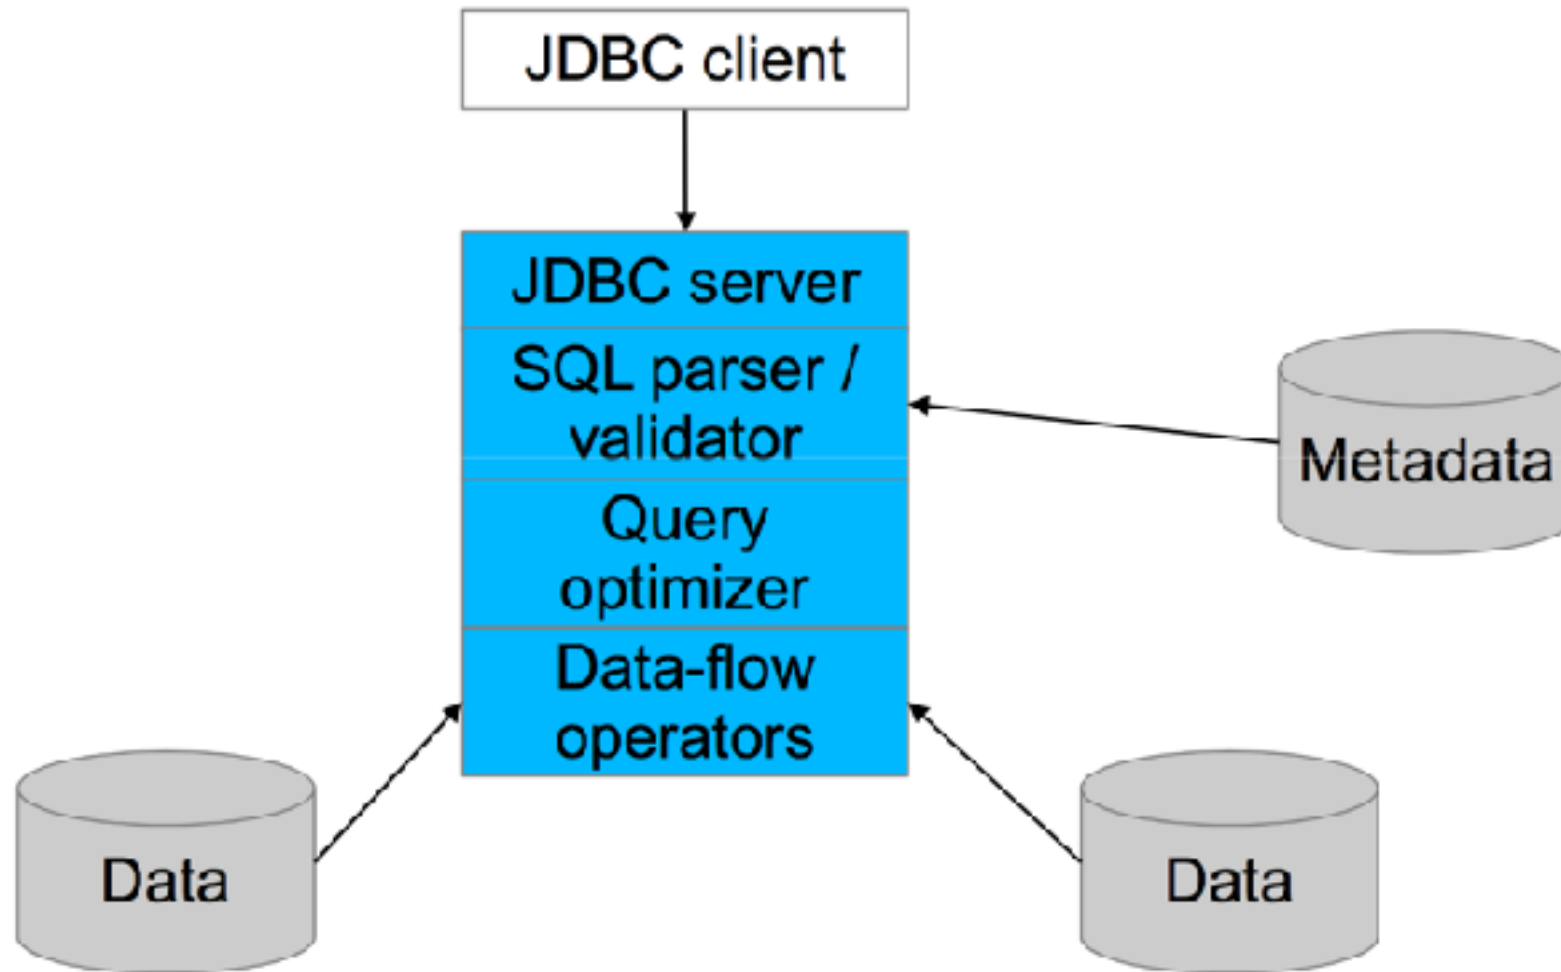 JDBC client
JDBC server
SQL parser /
validator
Metadata
Query
optimizer
Data-flow
operators
Data
Data